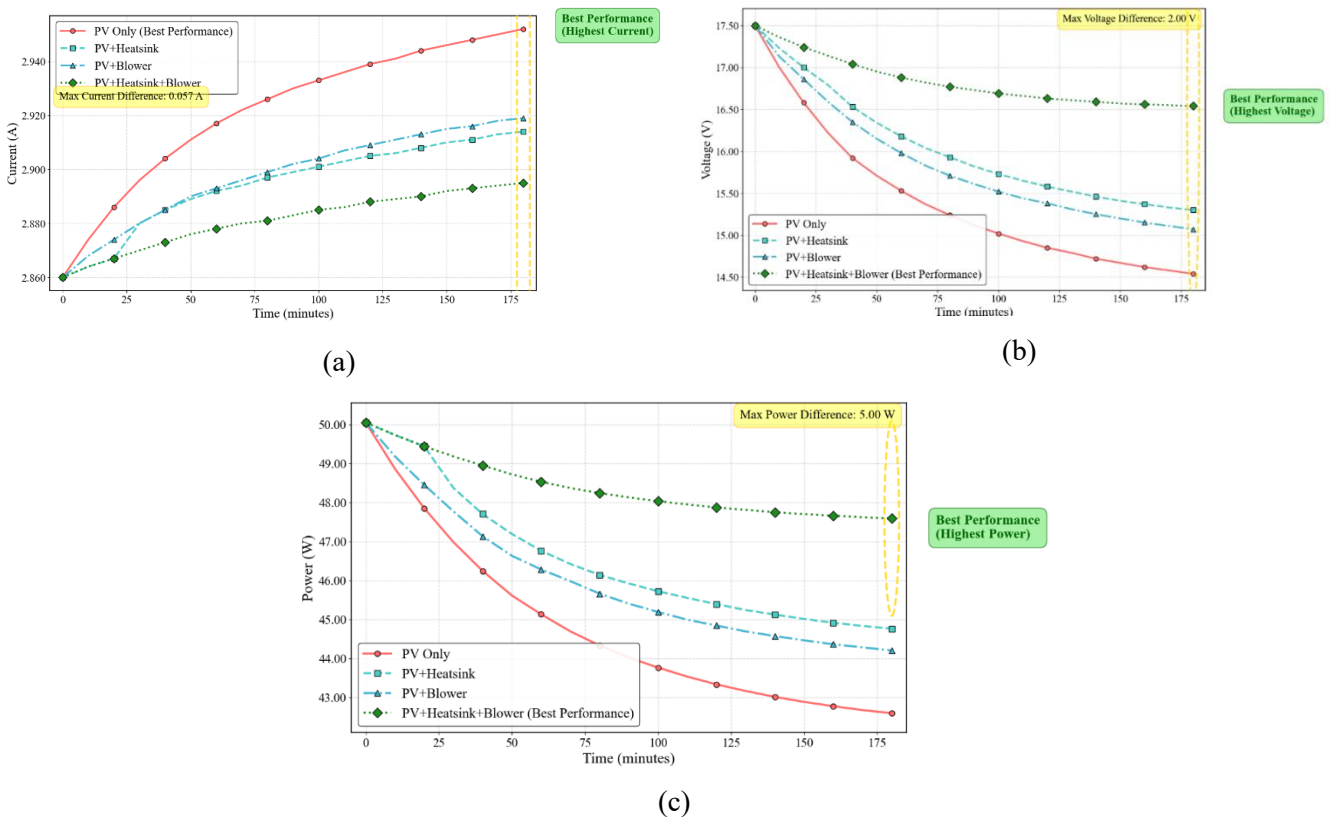 PV Only (Best Performance)
PV+Heatsink
PV+Blower
PV+Heatsink+Blower
Max Current Difference: 0.057 A
Best Performance
(Highest Current)
2.940
2.920
2.900
2.880
2.860
Current (A)
0 25 50 75 100 125 150 175
Time (minutes)
(a)
Max Voltage Difference: 2.00 V
Best Performance
(Highest Voltage)
17.50
16.50
16.00
15.50
15.00
14.50
Voltage (V)
PV Only
PV+Heatsink
PV+Blower
PV+Heatsink+Blower (Best Performance)
0 25 50 75 100 125 150 175
Time (minutes)
(b)
Max Power Difference: 5.00 W
Best Performance
(Highest Power)
50.00
49.00
48.00
47.00
46.00
45.00
44.00
43.00
Power (W)
PV Only
PV+Heatsink
PV+Blower
PV+Heatsink+Blower (Best Performance)
0 25 50 75 100 125 150 175
Time (minutes)
(c)